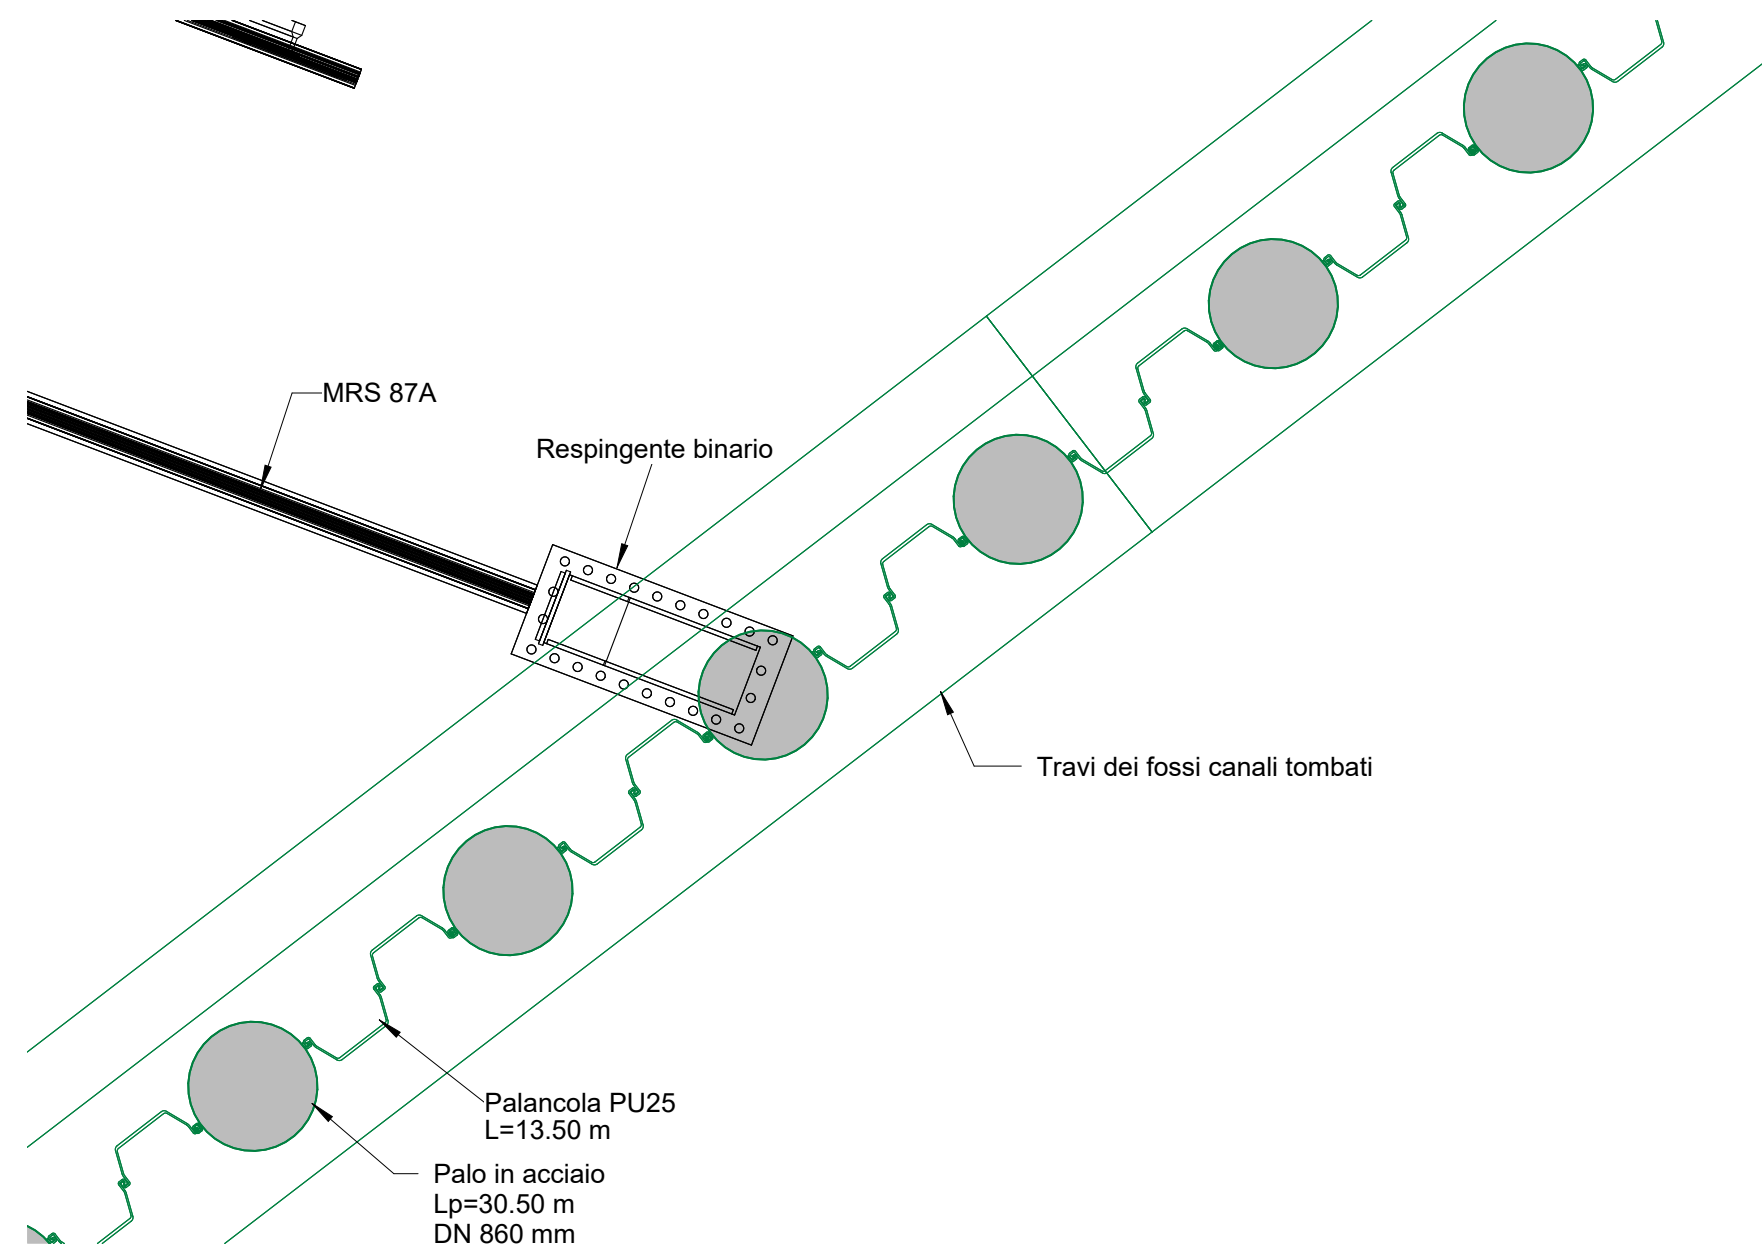 MRS 87A
Respingente binario
Travi dei fossi canali tombati
Palancola PU25
L=13.50 m
Palo in acciaio
Lp=30.50 m
DN 860 mm